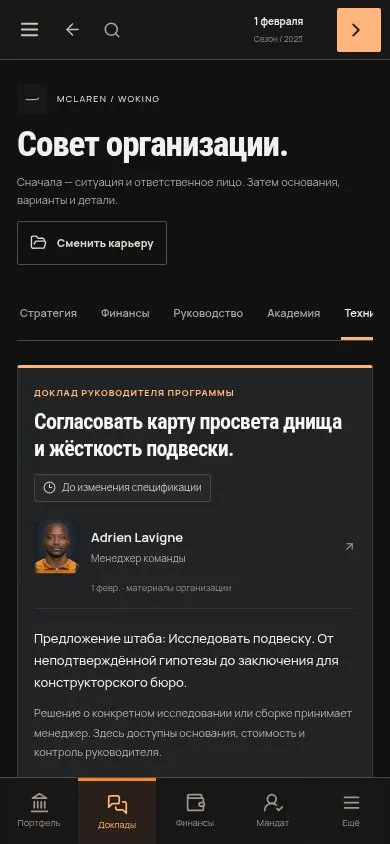 1 февраля
Сезон / 2025
MCLAREN / WOKING
Совет организации.
Сначала — ситуация и ответственное лицо. Затем основания,
варианты и детали.
Сменить карьеру
Стратегия Финансы Руководство Академия Техни
ДОКЛАД РУКОВОДИТЕЛЯ ПРОГРАММЫ
Согласовать карту просвета днища
и жёсткость подвески.
До изменения спецификации
Adrien Lavigne
Менеджер команды
1 февр. · материалы организации
Предложение штаба: Исследовать подвеску. От
неподтверждённой гипотезы до заключения для
конструкторского бюро.
Решение о конкретном исследовании или сборке принимает
менеджер. Здесь доступны основания, стоимость и
контроль руководителя.
Портфель Доклады Финансы Мандат Ещё